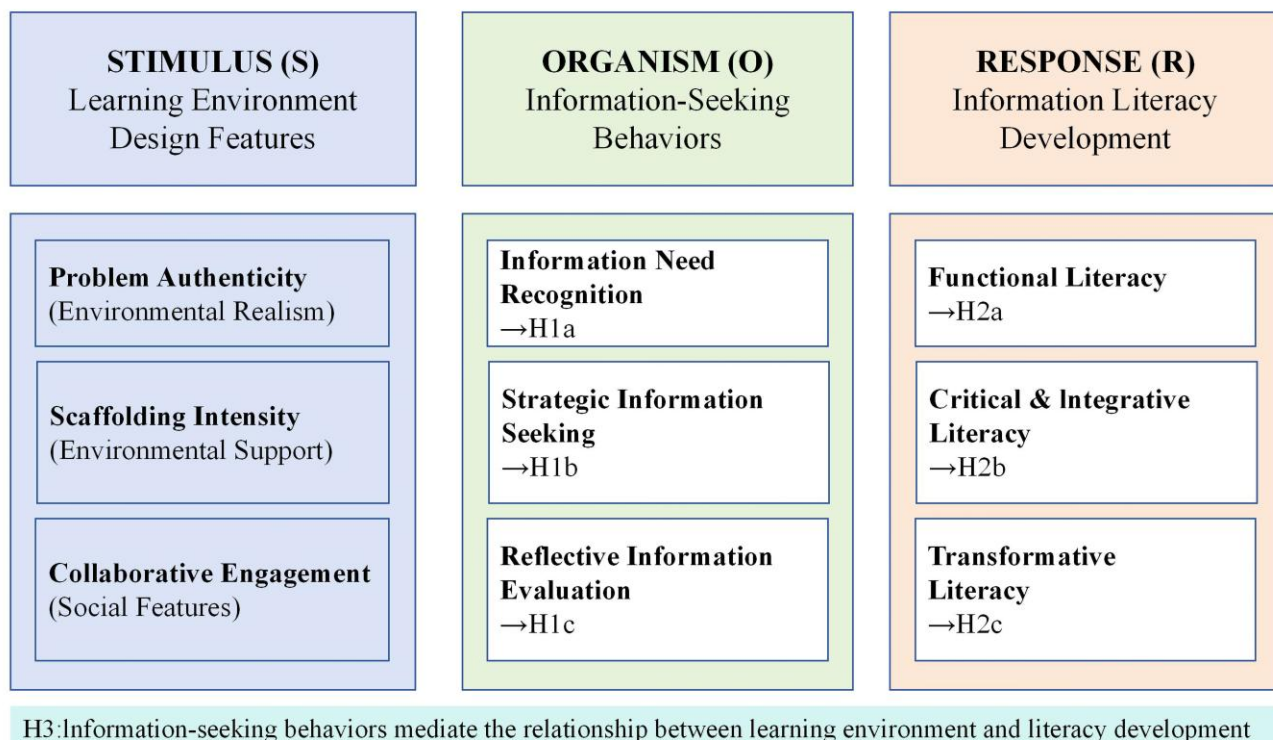 STIMULUS (S)
Learning Environment
Design Features
ORGANISM (O)
Information-Seeking
Behaviors
RESPONSE (R)
Information Literacy
Development
Problem Authenticity
(Environmental Realism)
Scaffolding Intensity
(Environmental Support)
Collaborative Engagement
(Social Features)
Information Need
Recognition
→H1a
Strategic Information
Seeking
→H1b
Reflective Information
Evaluation
→H1c
Functional Literacy
→H2a
Critical & Integrative
Literacy
→H2b
Transformative
Literacy
→H2c
H3:Information-seeking behaviors mediate the relationship between learning environment and literacy development